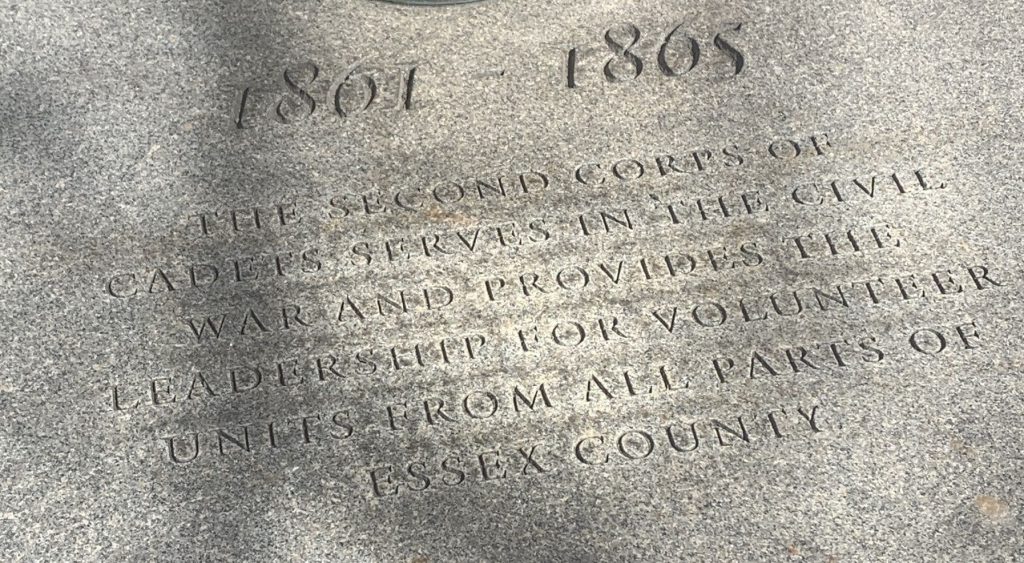 1861 - 1865
THE SECOND CORPS OF
CADETS SERVES IN THE CIVIL
WAR AND PROVIDES THE
LEADERSHIP FOR VOLUNTEER
UNITS FROM ALL PARTS OF
ESSEX COUNTY.